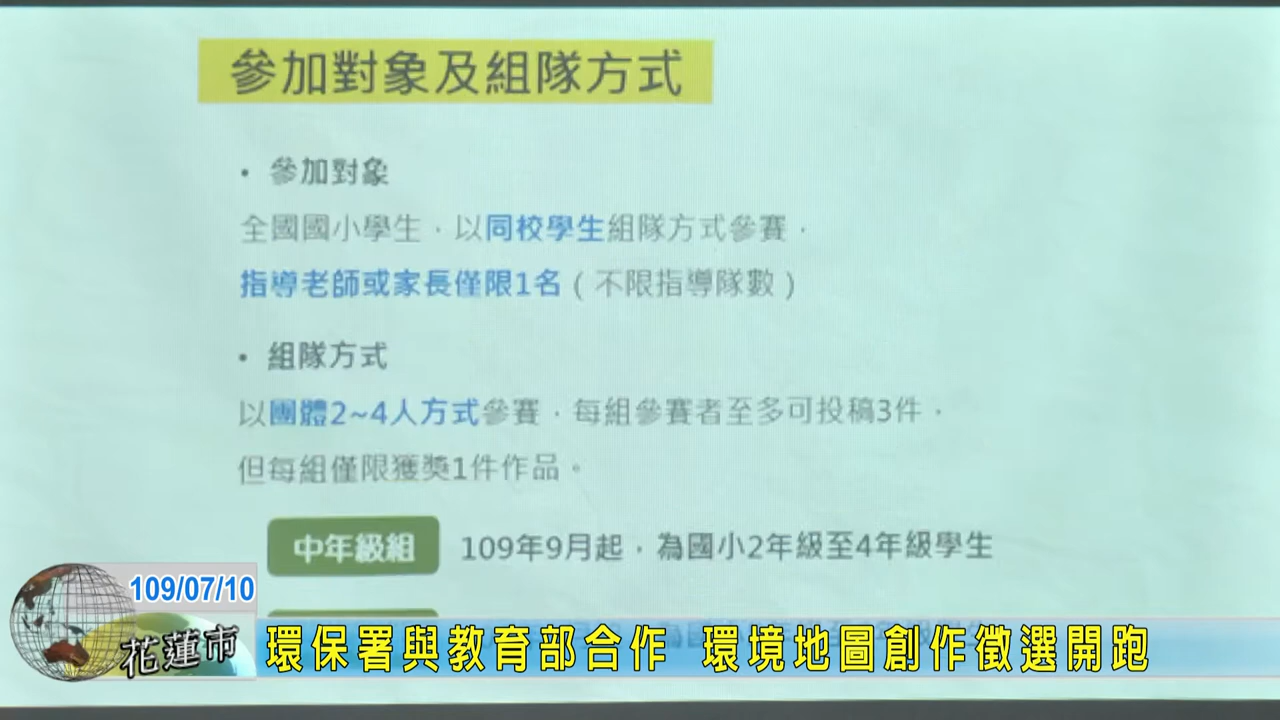 參加對象及組隊方式
• 參加對象
全國國小學生，以同校學生組隊方式參賽，
指導老師或家長僅限1名（不限指導隊數）
• 組隊方式
以團體2~4人方式參賽，每組參賽者至多可投稿3件，
但每組僅限獲獎1件作品。
中年級組 109年9月起，為國小2年級至4年級學生
109/07/10
花蓮市
環保署與教育部合作 環境地圖創作徵選開跑